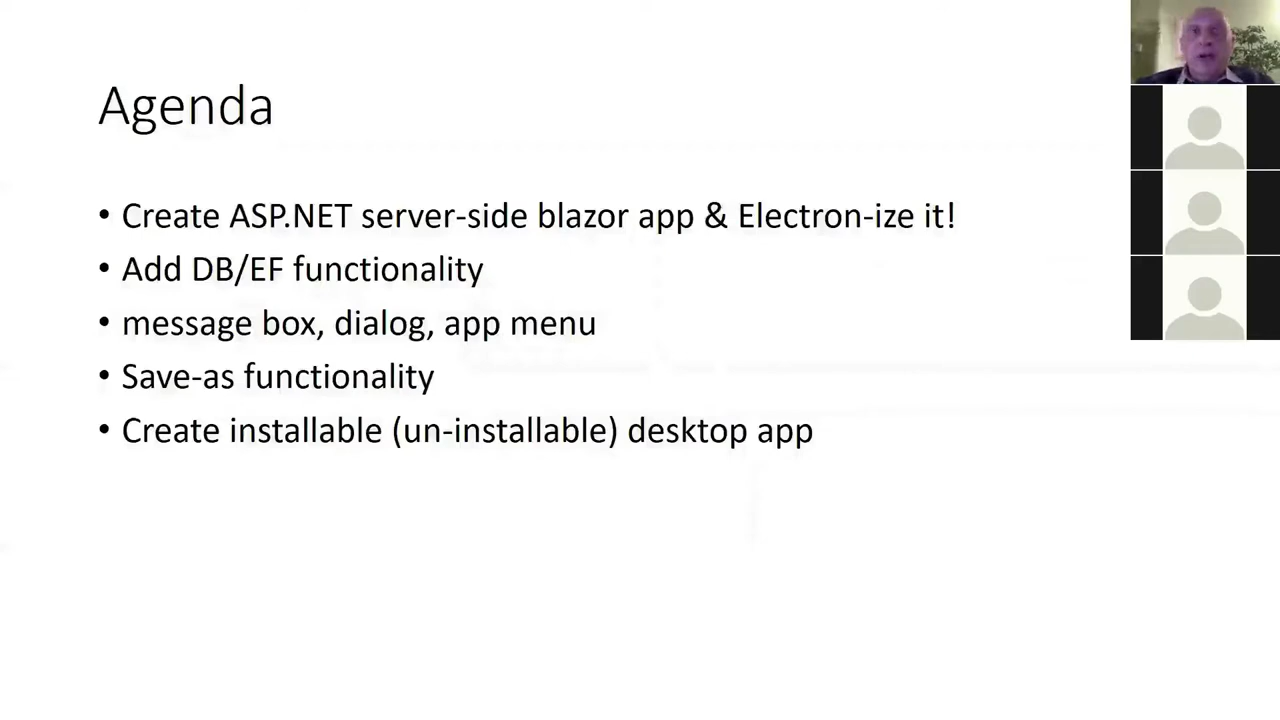 Agenda
• Create ASP.NET server-side blazor app & Electron-ize it!
• Add DB/EF functionality
• message box, dialog, app menu
• Save-as functionality
• Create installable (un-installable) desktop app